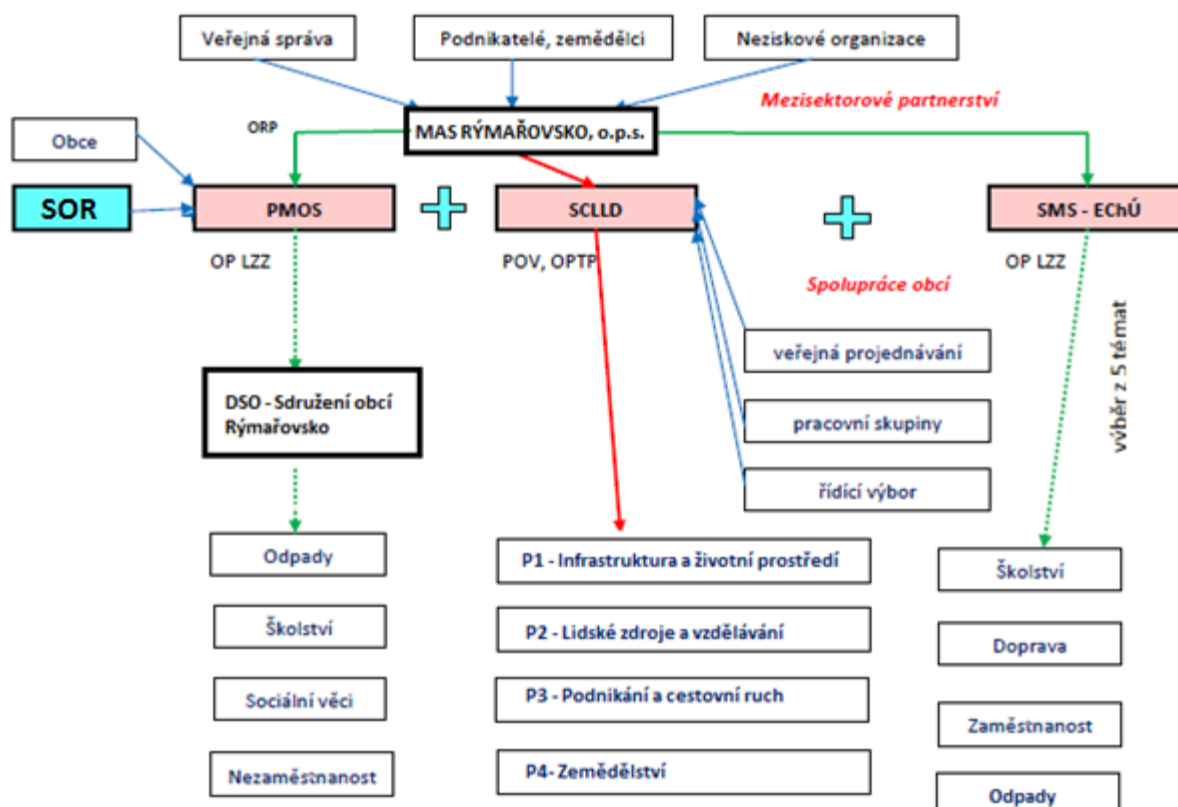 Veřejná správa
Podnikatelé, zemědělci
Neziskové organizace
Mezisektorové partnerství
ORP
MAS RÝMAŘOVSKO, o.p.s.
Obce
SOR
PMOS
SCLLD
SMS - EChÚ
OP LZZ
POV, OPTP
OP LZZ
Spolupráce obcí
výběr z 5 témat
veřejná projednávání
pracovní skupiny
řídící výbor
DSO - Sdružení obcí
Rýmařovsko
Odpady
Školství
Sociální věci
Nezaměstnanost
P1 - Infrastruktura a životní prostředí
P2 - Lidské zdroje a vzdělávání
P3 - Podnikání a cestovní ruch
P4- Zemědělství
Školství
Doprava
Zaměstnanost
Odpady